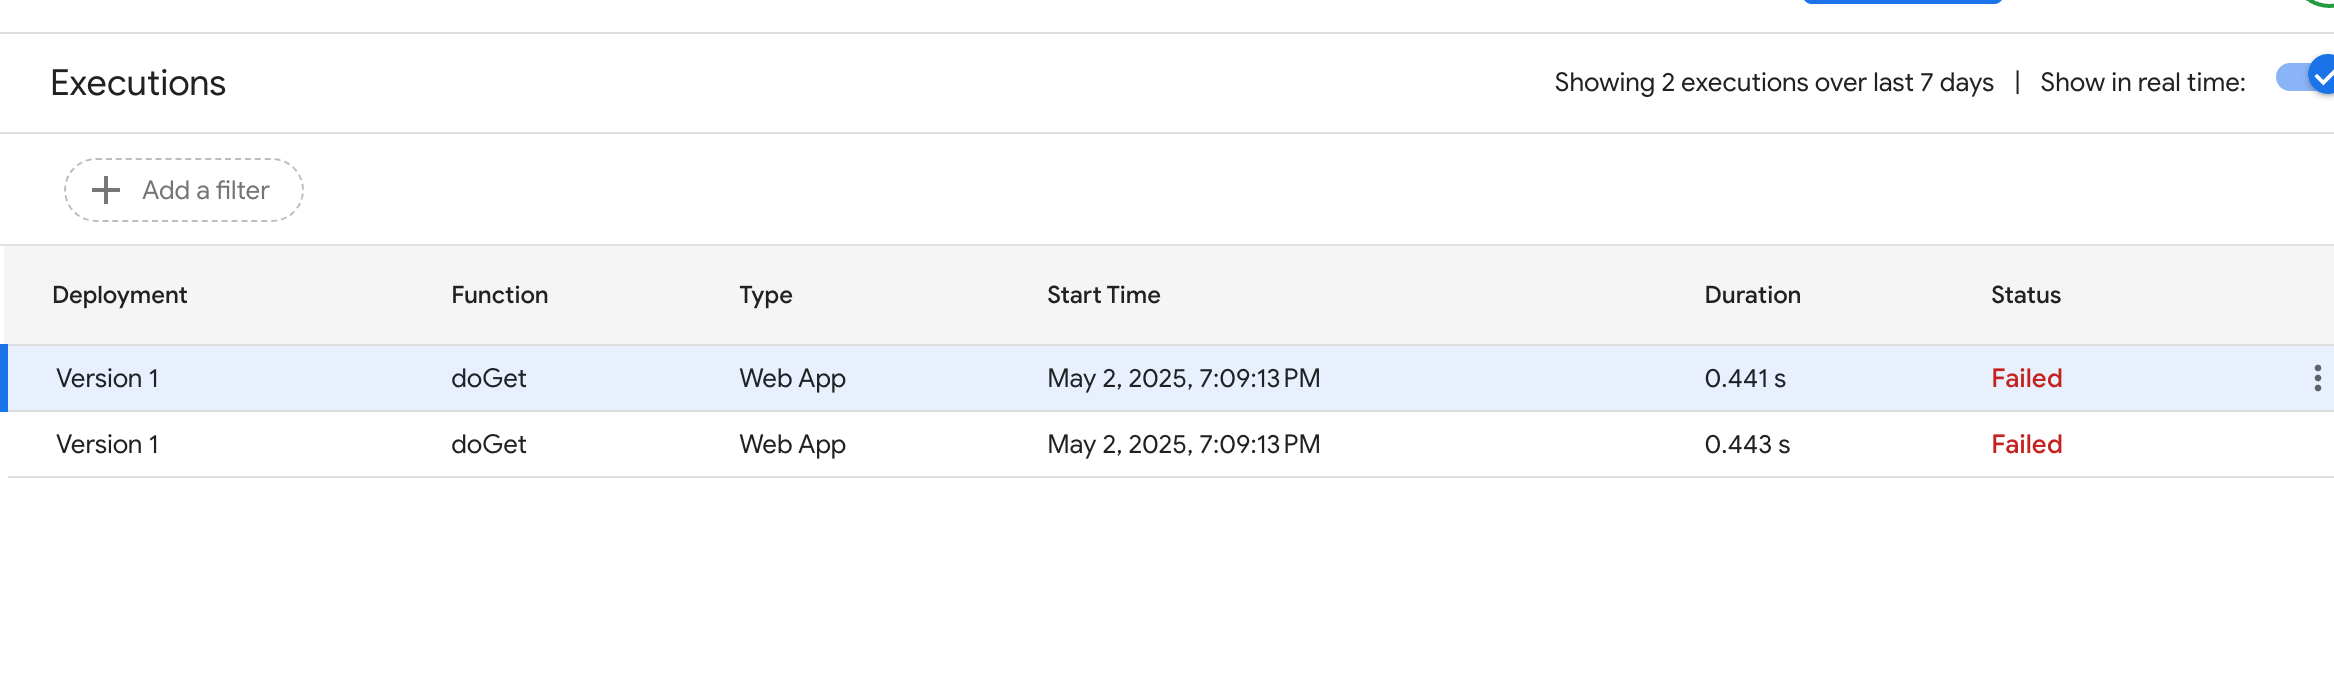 Executions
Showing 2 executions over last 7 days | Show in real time:
Add a filter
Deployment Function Type Start Time Duration Status
Version 1 doGet Web App May 2, 2025, 7:09:13 PM 0.441 s Failed
Version 1 doGet Web App May 2, 2025, 7:09:13 PM 0.443 s Failed